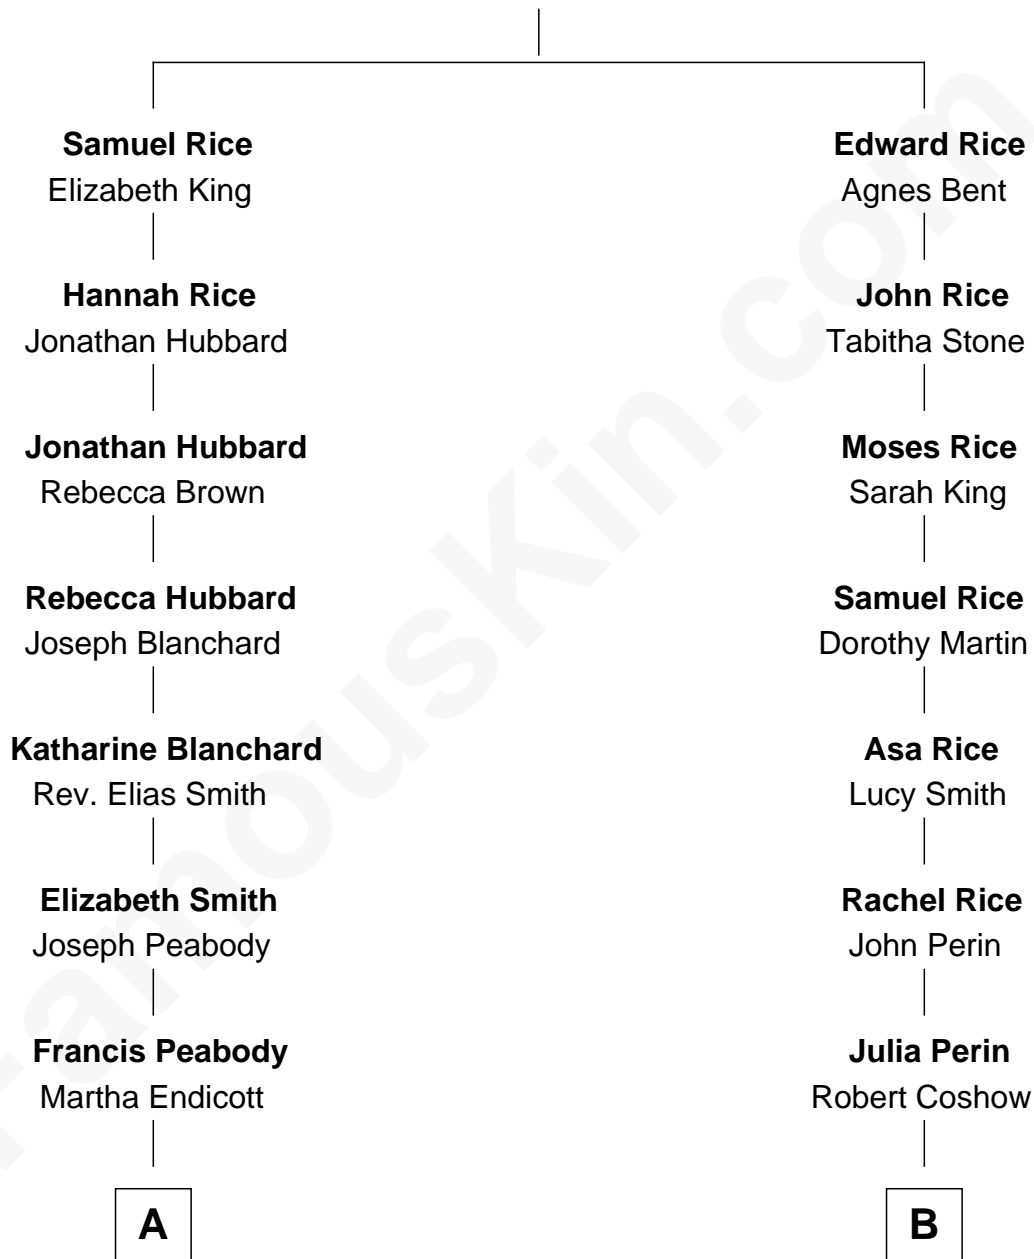 Samuel Rice
Elizabeth King
Hannah Rice
Jonathan Hubbard
Jonathan Hubbard
Rebecca Brown
Rebecca Hubbard
Joseph Blanchard
Katharine Blanchard
Rev. Elias Smith
Elizabeth Smith
Joseph Peabody
Francis Peabody
Martha Endicott
A
Edward Rice
Agnes Bent
John Rice
Tabitha Stone
Moses Rice
Sarah King
Samuel Rice
Dorothy Martin
Asa Rice
Lucy Smith
Rachel Rice
John Perin
Julia Perin
Robert Coshow
B
FamousKin.com